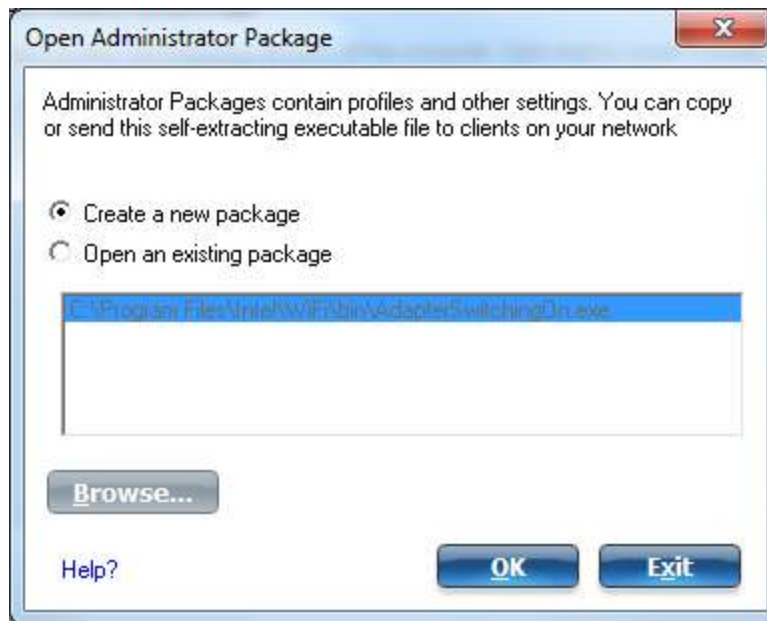 Open Administrator Package
Administrator Packages contain profiles and other settings. You can copy
or send this self-extracting executable file to clients on your network
Create a new package
Open an existing package
C:\Program Files\Intel\WiFi\bin\AdapterSwitchingOn.exe
Browse...
Help?
OK
Exit